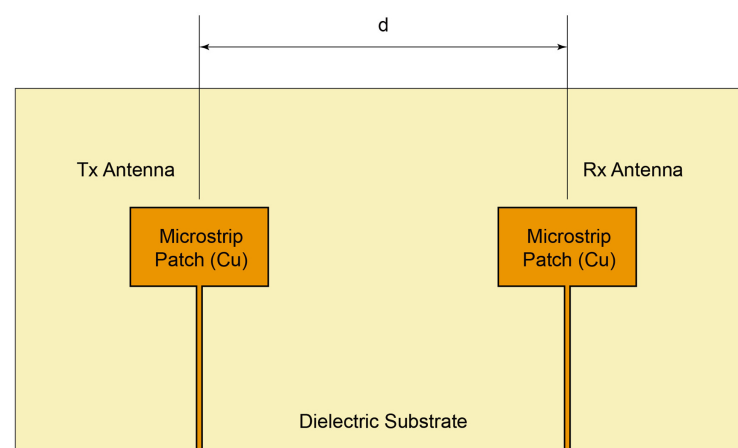 d
Tx Antenna
Rx Antenna
Microstrip
Patch (Cu)
Microstrip
Patch (Cu)
Dielectric Substrate